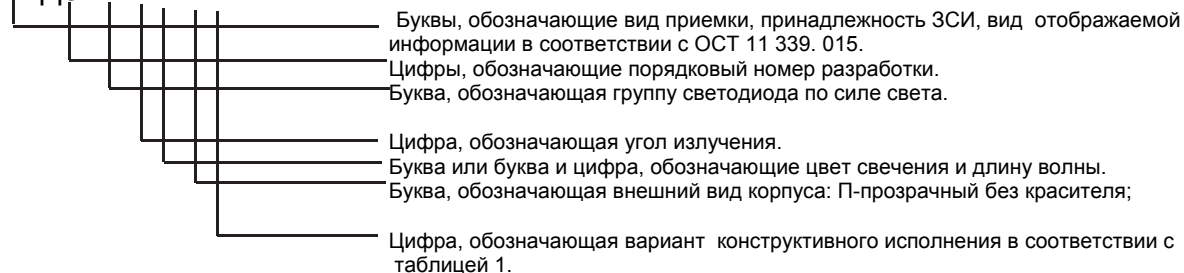 Буквы, обозначающие вид приемки, принадлежность ЗСИ, вид отображаемой
информации в соответствии с ОСТ 11 339. 015.
Цифры, обозначающие порядковый номер разработки.
Буква, обозначающая группу светодиода по силе света.
Цифра, обозначающая угол излучения.
Буква или буква и цифра, обозначающие цвет свечения и длину волны.
Буква, обозначающая внешний вид корпуса: П-прозрачный без красителя;
Цифра, обозначающая вариант конструктивного исполнения в соответствии с
таблицей 1.